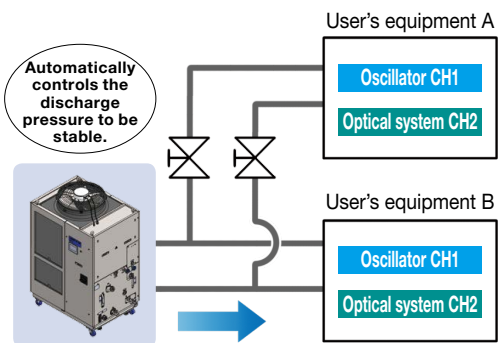 User's equipment A
Automatically
controls the
discharge
pressure to be
stable.
Oscillator CH1
Optical system CH2
User's equipment B
Oscillator CH1
Optical system CH2